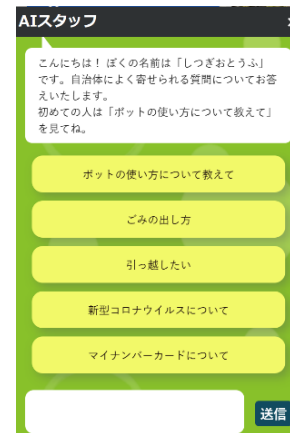 AIスタッフ
こんにちは！ ぼくの名前は「しつぎおとうふ」
です。自治体によく寄せられる質問についてお答
えいたします。
初めての人は「ボットの使い方について教えて」
を見てね。
ボットの使い方について教えて
ごみの出し方
引っ越したい
新型コロナウイルスについて
マイナンバーカードについて
送信